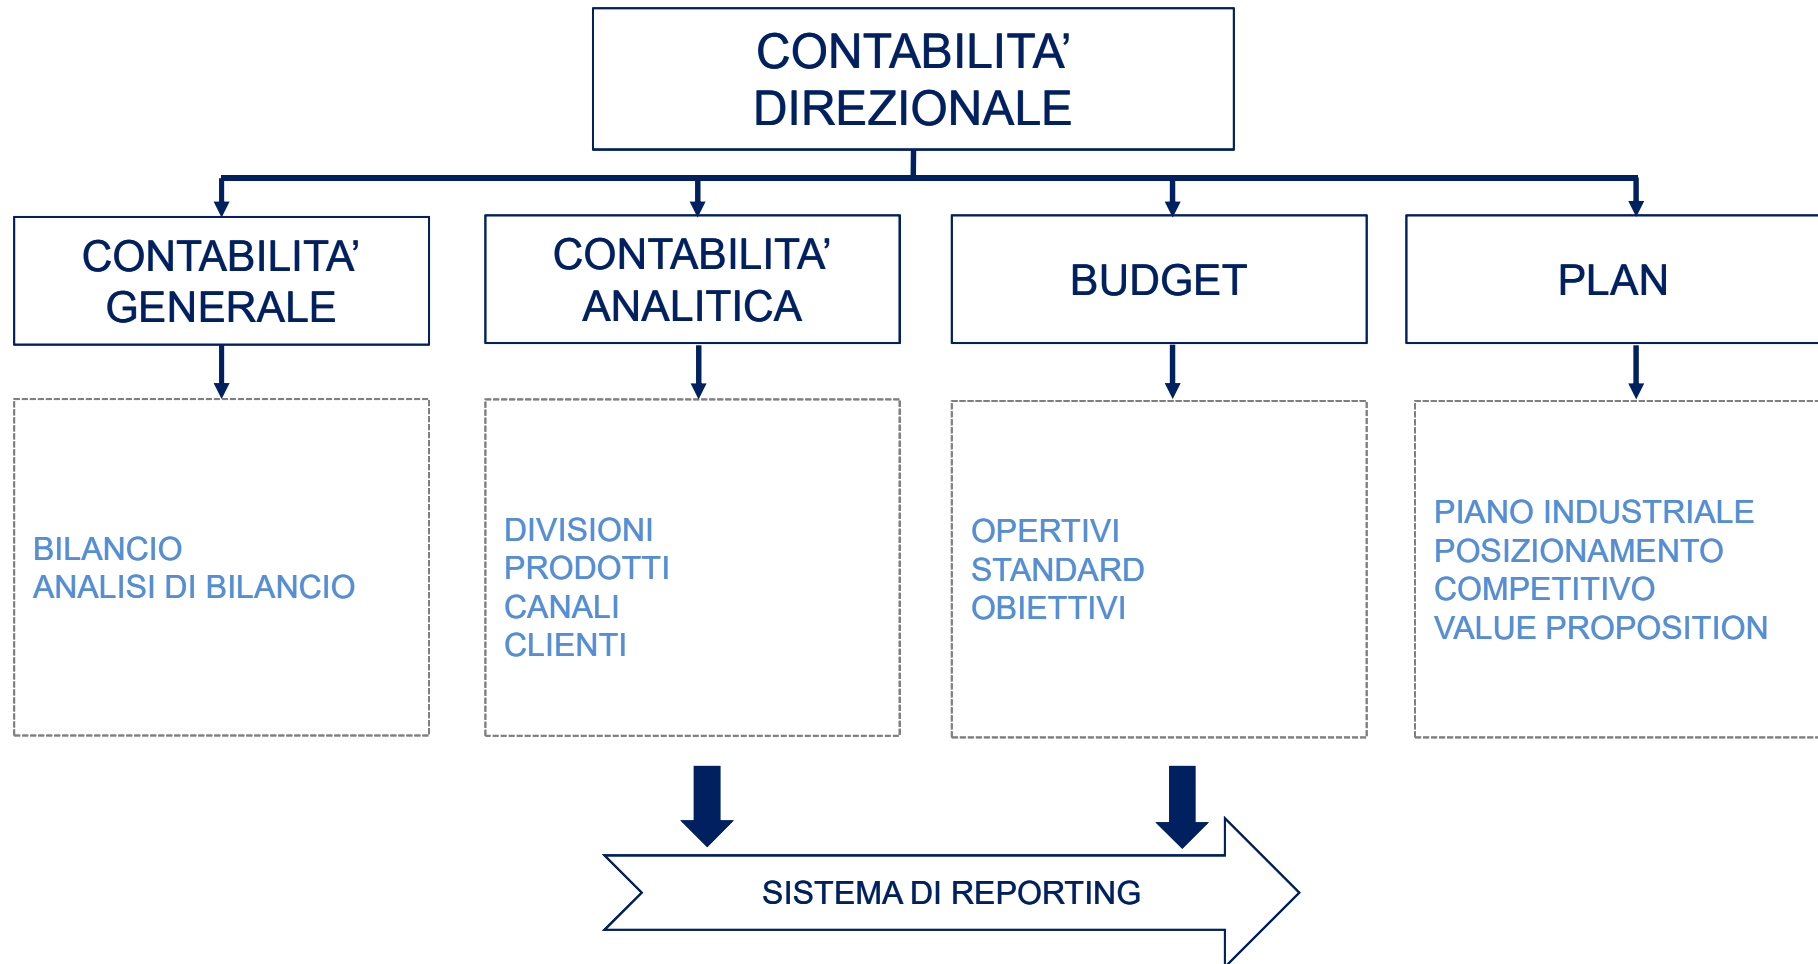 CONTABILITA’
DIREZIONALE
CONTABILITA’
GENERALE
CONTABILITA’
ANALITICA
BUDGET
PLAN
BILANCIO
ANALISI DI BILANCIO
DIVISIONI
PRODOTTI
CANALI
CLIENTI
OPERTIVI
STANDARD
OBIETTIVI
PIANO INDUSTRIALE
POSIZIONAMENTO
COMPETITIVO
VALUE PROPOSITION
SISTEMA DI REPORTING